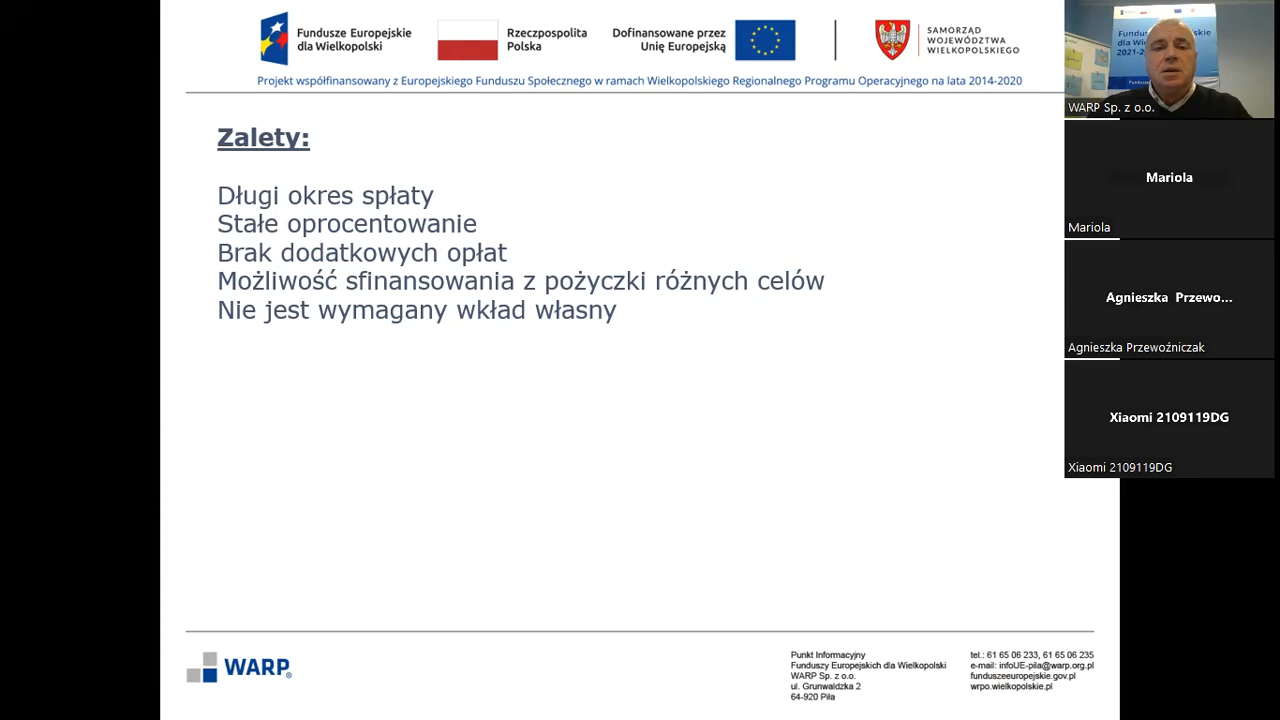 Fundusze Europejskie
dla Wielkopolski
Rzeczpospolita
Polska
Dofinansowane przez
Unię Europejską
SAMORZĄD
WOJEWÓDZTWA
WIELKOPOLSKIEGO
Projekt współfinansowany z Europejskiego Funduszu Społecznego w ramach Wielkopolskiego Regionalnego Programu Operacyjnego na lata 2014-2020
Zalety:
Długi okres spłaty
Stałe oprocentowanie
Brak dodatkowych opłat
Możliwość sfinansowania z pożyczki różnych celów
Nie jest wymagany wkład własny
WARP
Punkt Informacyjny
Funduszy Europejskich dla Wielkopolski
WARP Sp. z o.o.
ul. Grunwaldzka 2
64-920 Piła
tel.: 61 65 06 233, 61 65 06 235
e-mail: infoUE-pila@warp.org.pl
funduszeeuropejskie.gov.pl
wrpo.wielkopolskie.pl
WARP Sp. z o.o.
Mariola
Mariola
Agnieszka Przewo...
Agnieszka Przewoźniczak
Xiaomi 2109119DG
Xiaomi 2109119DG